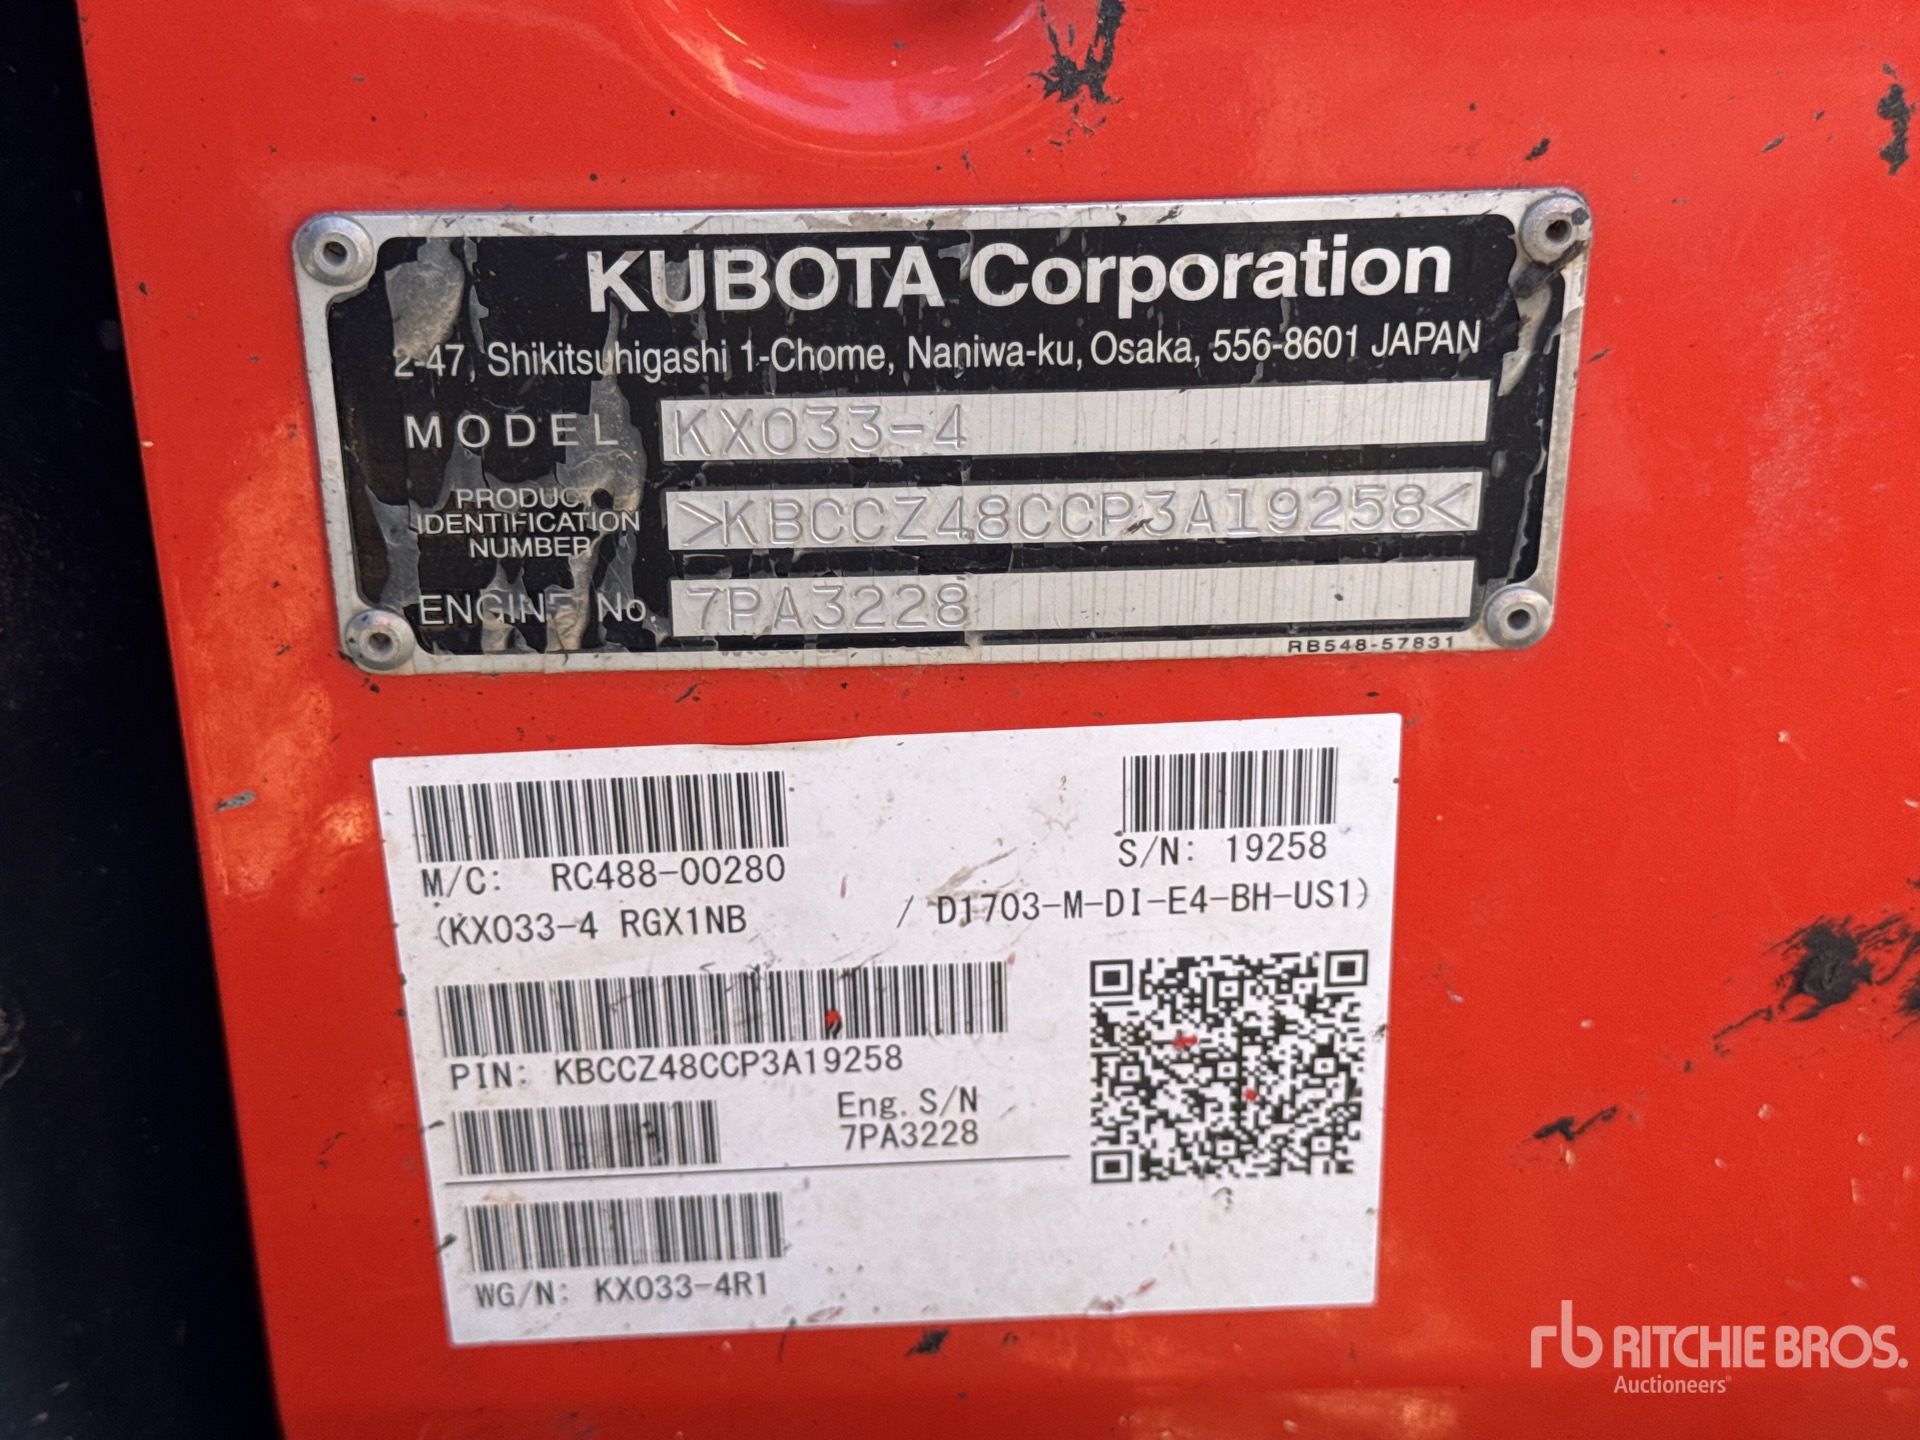 KUBOTA Corporation
2-47, Shikitsuhigashi 1-Chome, Naniwa-ku, Osaka, 556-8601 JAPAN
MODEL KX033-4
PRODUCT
IDENTIFICATION
NUMBER
>KBCCZ48CCP3A19258<
ENGINE No. 7PA3228
RB548-57831
M/C: RC488-00280
S/N: 19258
(KX033-4 RGX1NB / D1703-M-DI-E4-BH-US1)
PIN: KBCCZ48CCP3A19258
Eng. S/N
7PA3228
WG/N: KX033-4R1
rb RITCHIE BROS.
Auctioneers